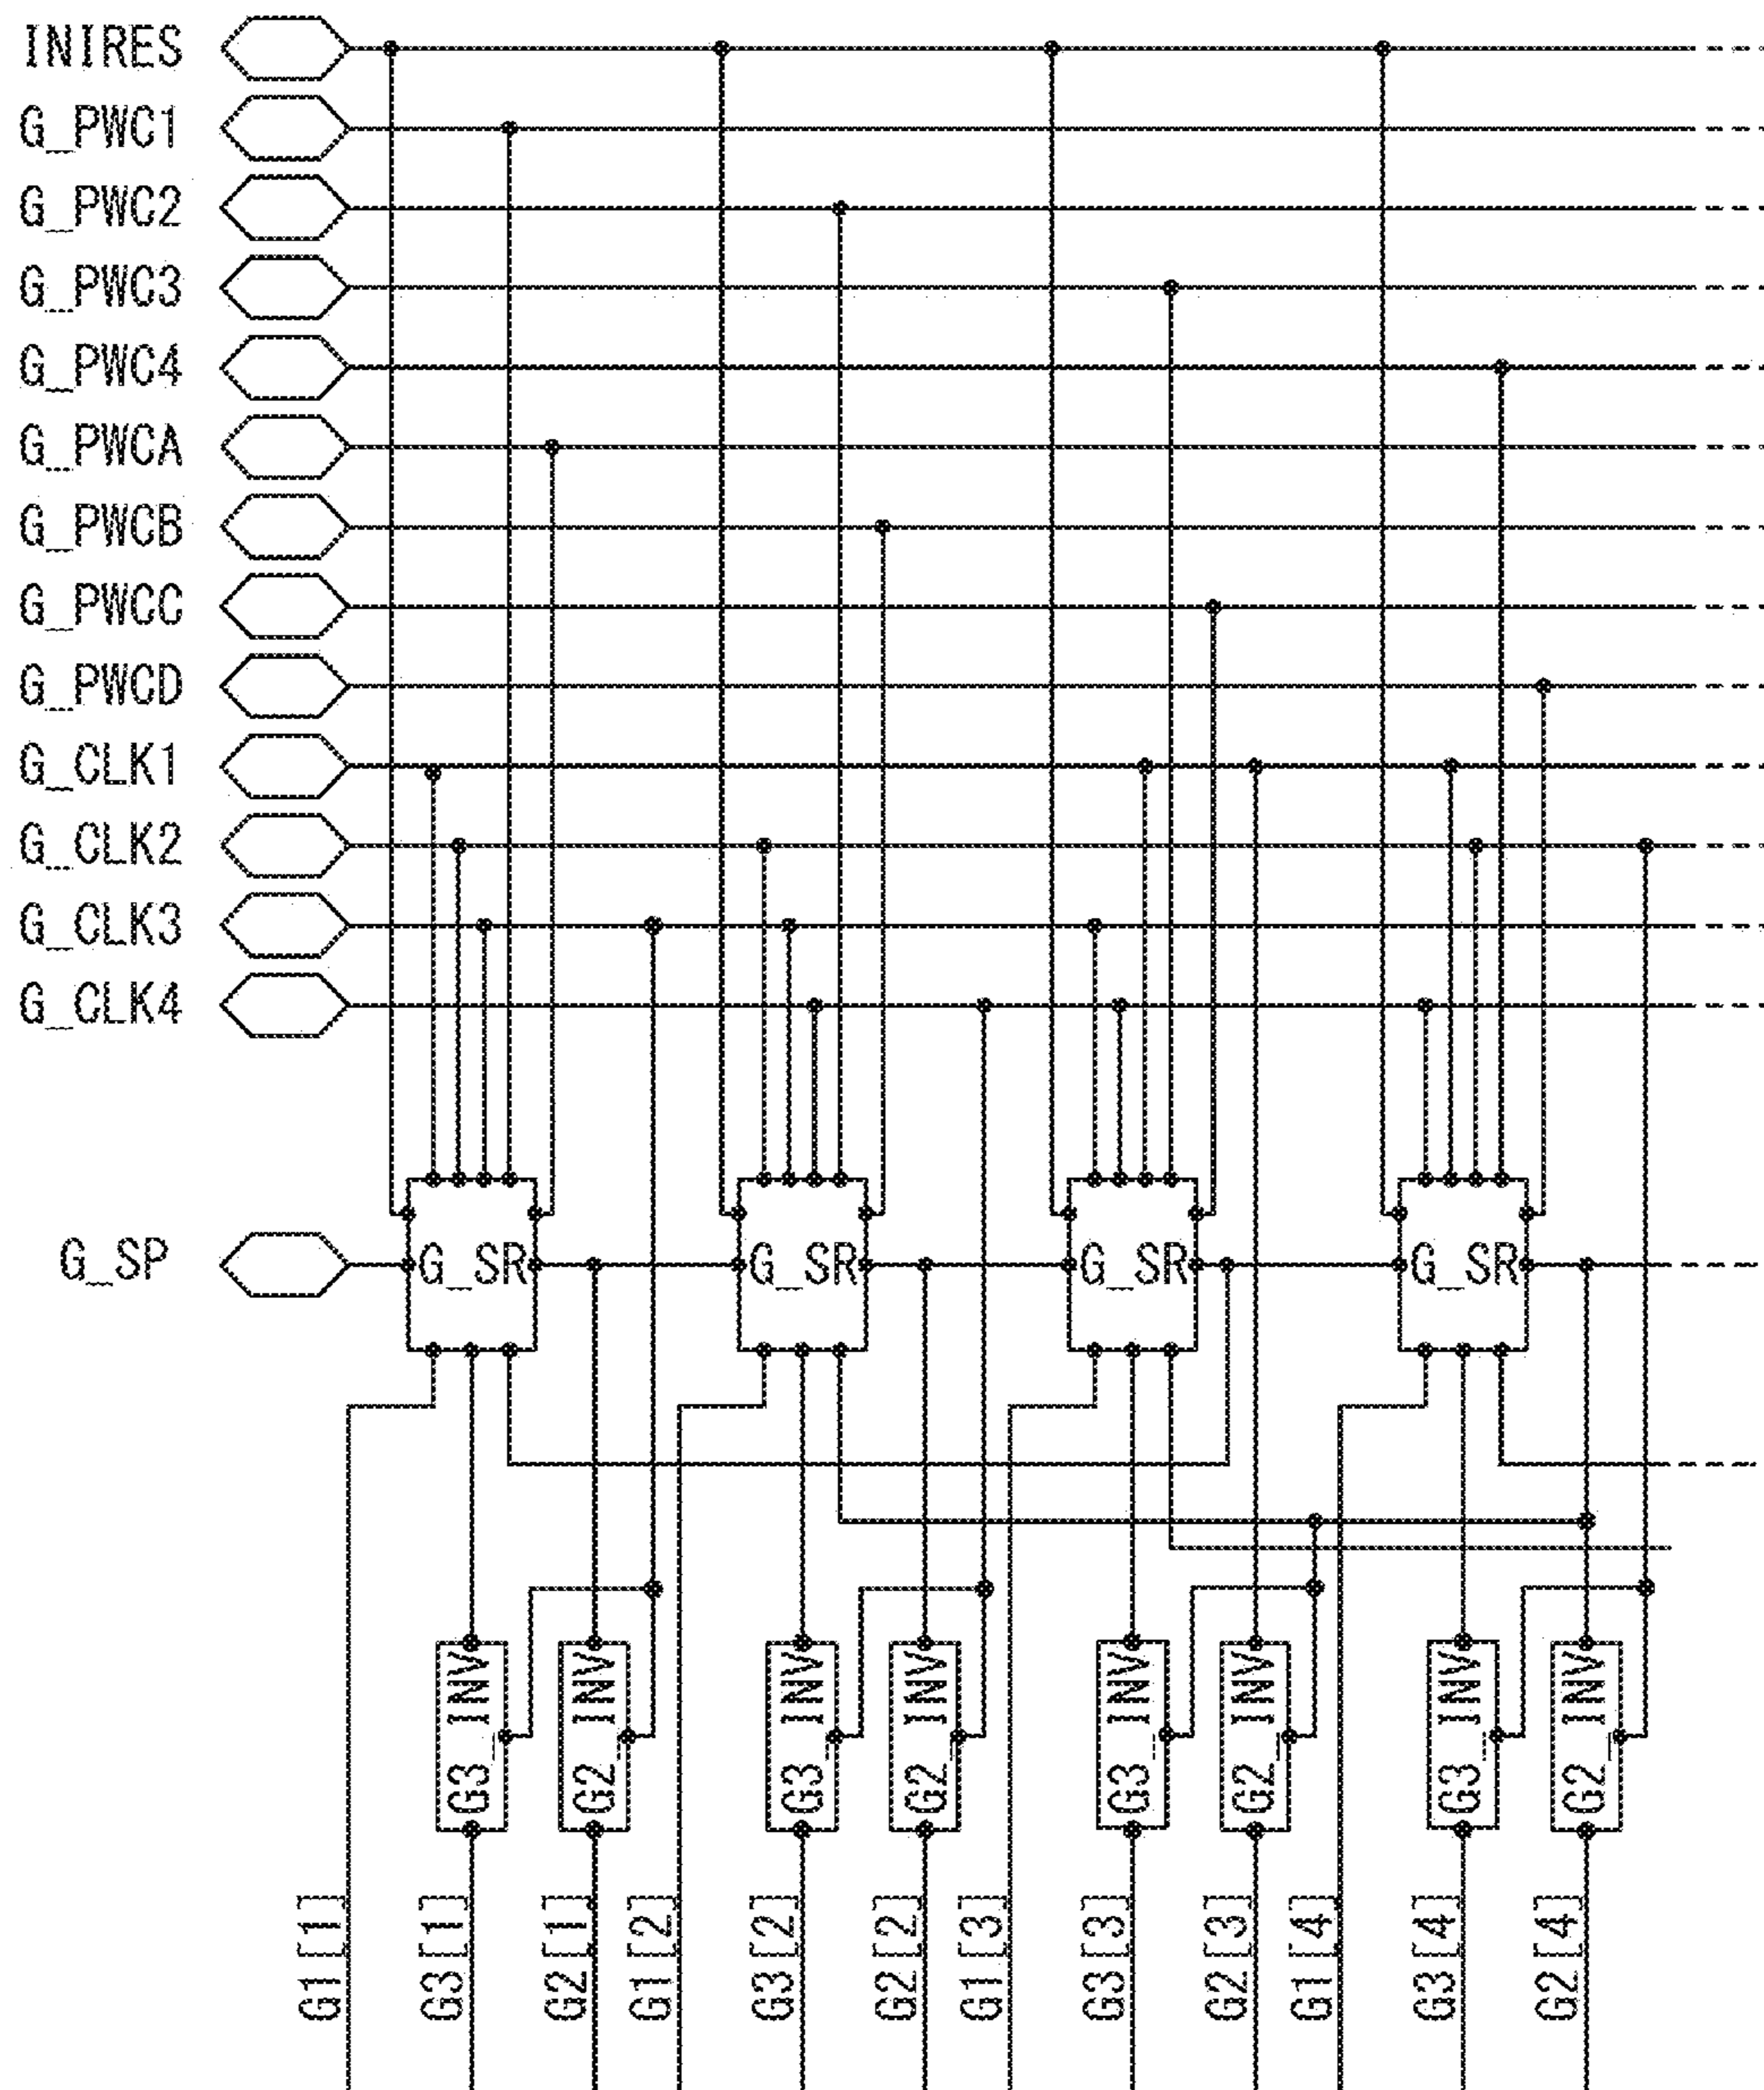 INIRES
G_PWC1
G_PWC2
G_PWC3
G_PWC4
G_PWCA
G_PWCB
G_PWCC
G_PWCD
G_CLK1
G_CLK2
G_CLK3
G_CLK4
G_SP
G_SR
G_SR
G_SR
G_SR
G3_INV
G2_INV
G3_INV
G2_INV
G3_INV
G2_INV
G3_INV
G2_INV
G1[1]
G3[1]
G2[1]
G1[2]
G3[2]
G2[2]
G1[3]
G3[3]
G2[3]
G1[4]
G3[4]
G2[4]